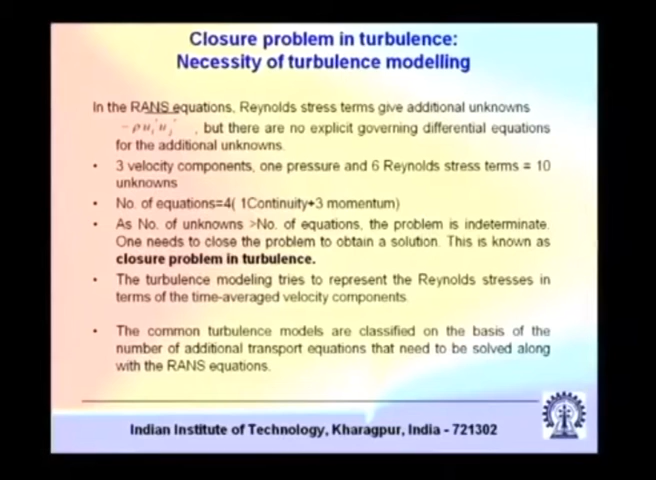 Closure problem in turbulence:
Necessity of turbulence modelling
In the RANS equations, Reynolds stress terms give additional unknowns
-ρu_i'u_j' , but there are no explicit governing differential equations
for the additional unknowns.
• 3 velocity components, one pressure and 6 Reynolds stress terms = 10
unknowns
• No. of equations=4( 1Continuity+3 momentum)
• As No. of unknowns >No. of equations, the problem is indeterminate.
One needs to close the problem to obtain a solution. This is known as
closure problem in turbulence.
• The turbulence modeling tries to represent the Reynolds stresses in
terms of the time-averaged velocity components.
• The common turbulence models are classified on the basis of the
number of additional transport equations that need to be solved along
with the RANS equations.
Indian Institute of Technology, Kharagpur, India - 721302